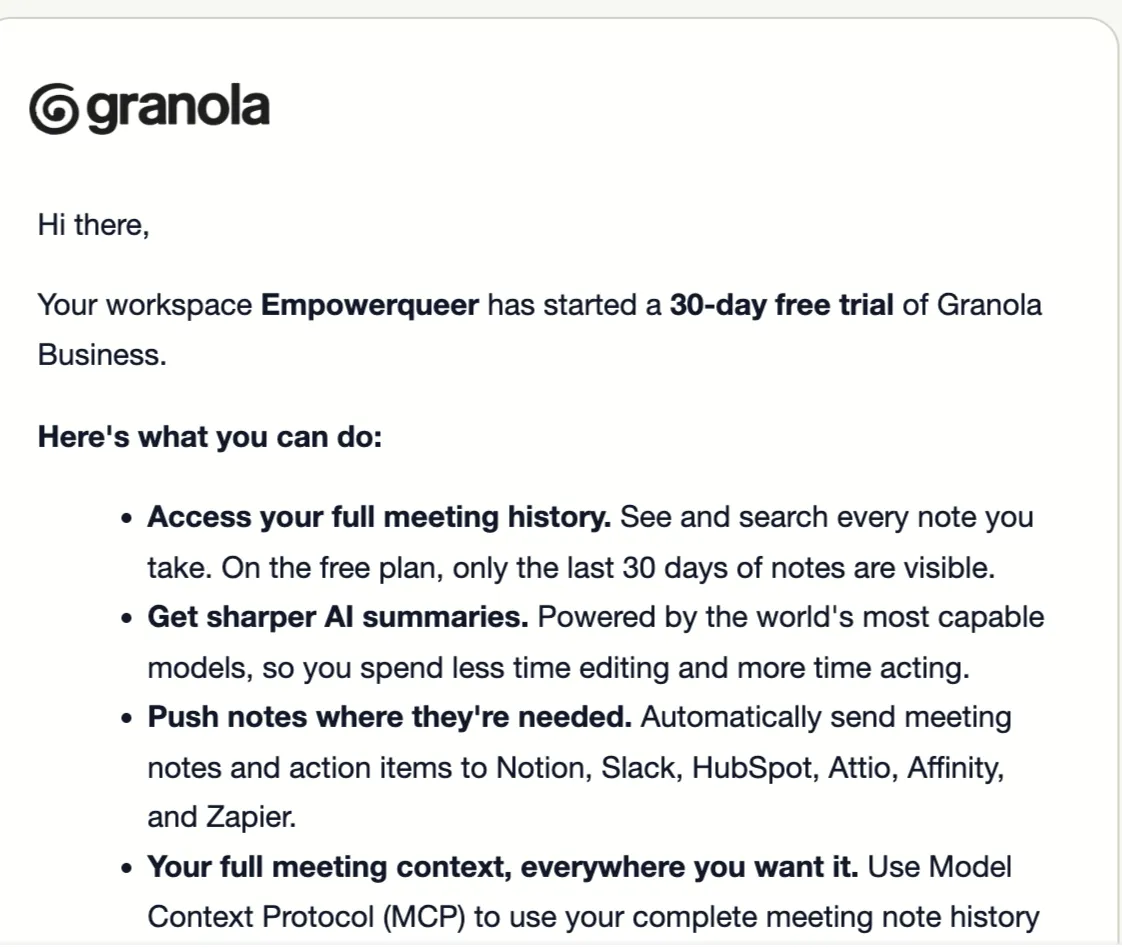 granola
Hi there,
Your workspace Empowerqueer has started a 30-day free trial of Granola
Business.
Here's what you can do:
• Access your full meeting history. See and search every note you
take. On the free plan, only the last 30 days of notes are visible.
• Get sharper AI summaries. Powered by the world's most capable
models, so you spend less time editing and more time acting.
• Push notes where they're needed. Automatically send meeting
notes and action items to Notion, Slack, HubSpot, Attio, Affinity,
and Zapier.
• Your full meeting context, everywhere you want it. Use Model
Context Protocol (MCP) to use your complete meeting note history